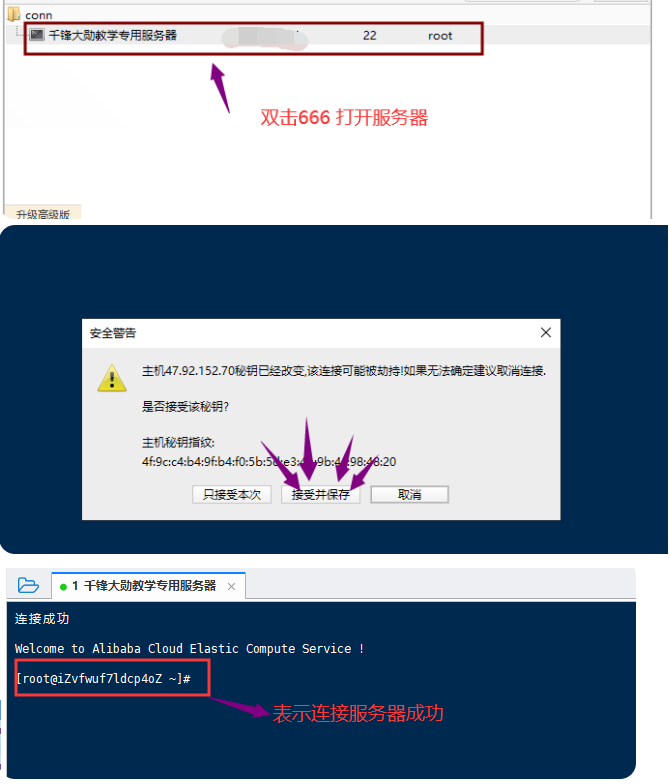 conn
千锋大勋教学专用服务器 22 root
双击666 打开服务器
升级高级版
安全警告
主机47.92.152.70秘钥已经改变,该连接可能被劫持!如果无法确定建议取消连接.
是否接受该秘钥?
主机秘钥指纹:
4f:9c:c4:b4:9f:b4:f0:5b:5 :e3: :9b: :98:48:20
只接受本次 接受并保存 取消
1 千锋大勋教学专用服务器
连接成功
Welcome to Alibaba Cloud Elastic Compute Service !
[root@iZvfwuf7ldcp4oZ ~]#
表示连接服务器成功